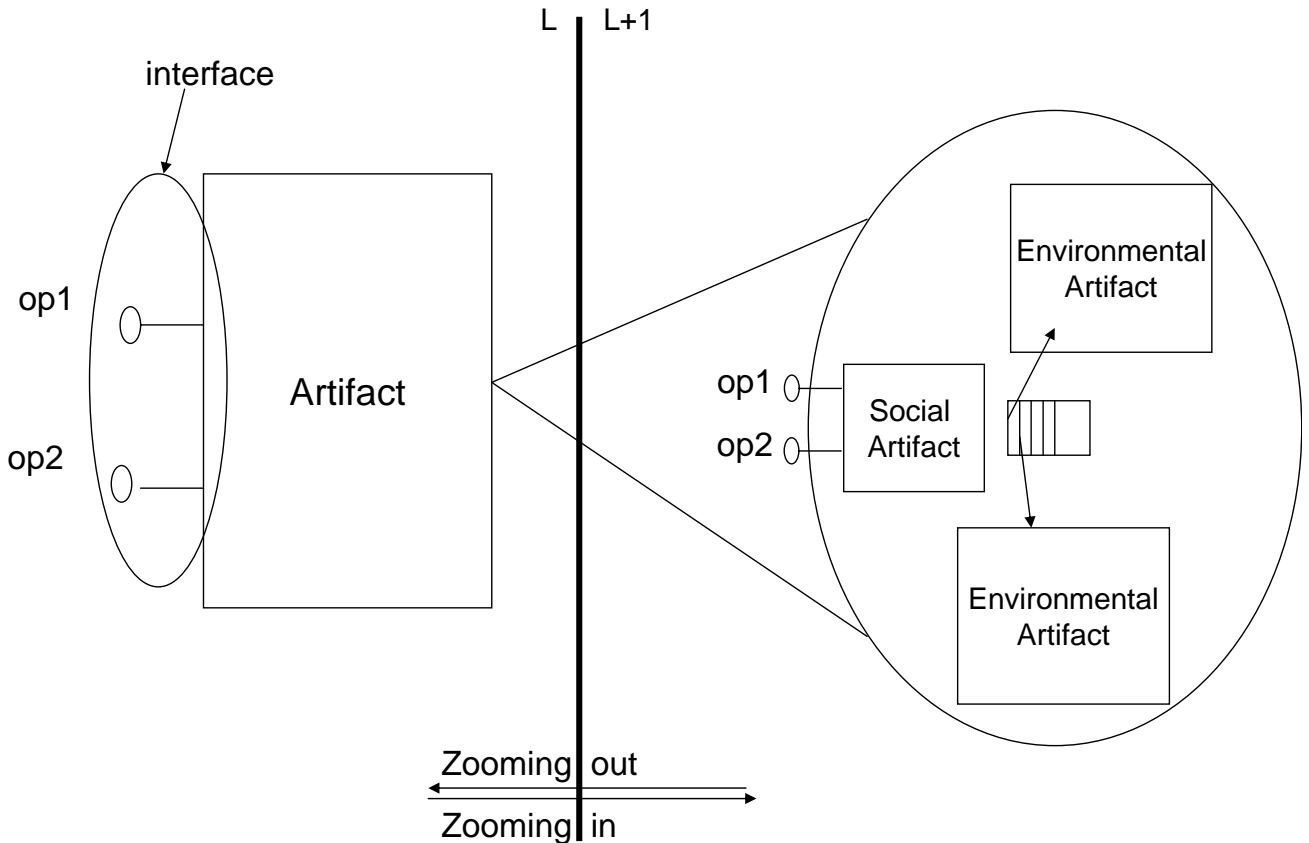 L L+1
interface
op1
Artifact
op2
Environmental
Artifact
op1
op2
Social
Artifact
Environmental
Artifact
Zooming out
Zooming in